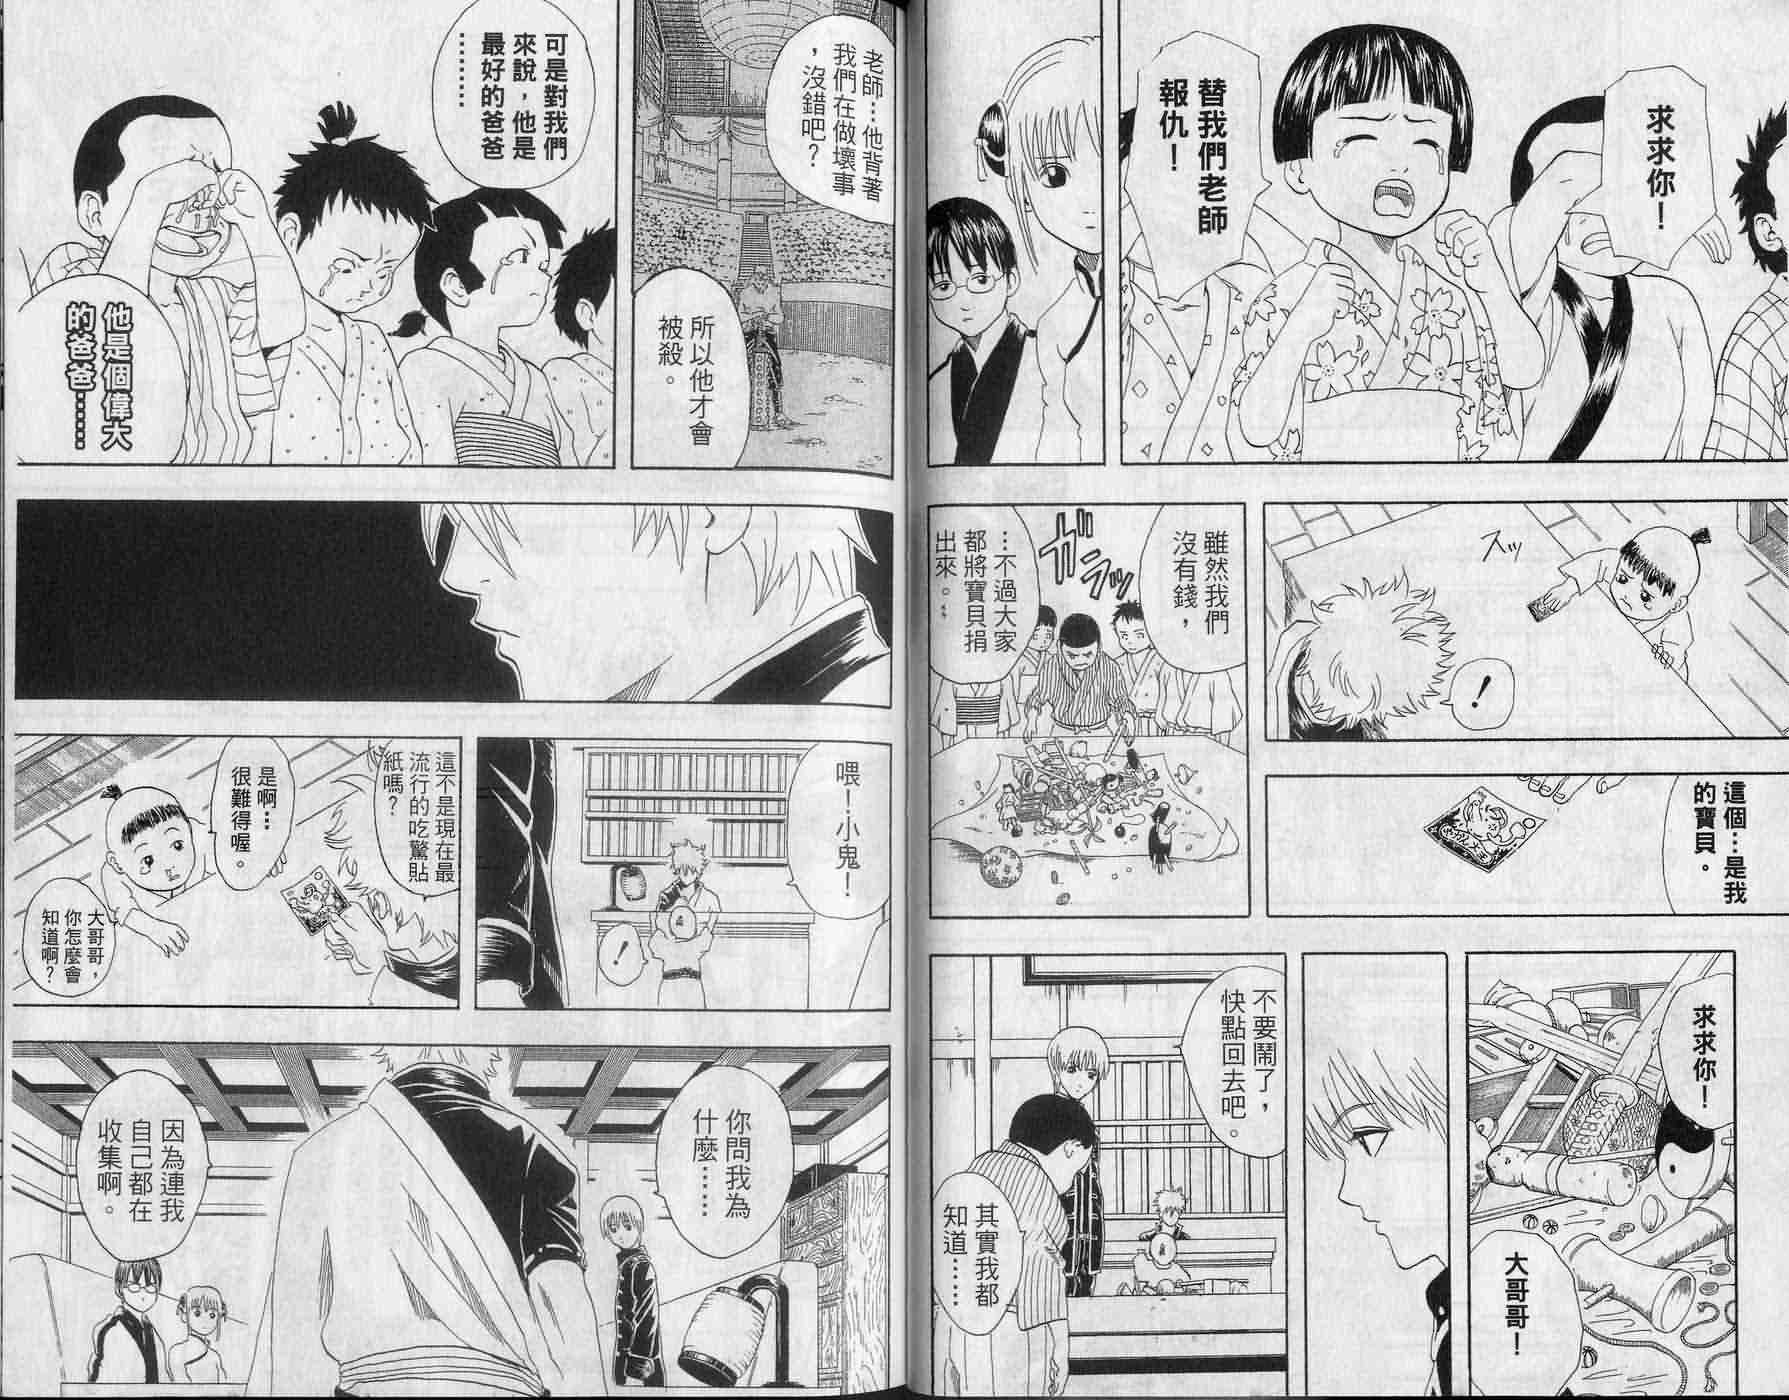 求求你！
替我們老師
報仇！
ス
ッ
！
雖然我們
沒有錢，
…不過大家
都將寶貝捐
出來。
ガラッ
這個…是我
的寶貝。
求求你！
大哥哥！
不要鬧了，
快點回去吧。
其實我都
知道……
老師…他背著
我們在做壞事
，沒錯吧？
所以他才會
被殺。
可是對我們
來說，他是
最好的爸爸
………
他是個偉大
的爸爸……
喂！小鬼！
！
這不是現在最
流行的吃驚貼
紙嗎？
是啊…
很難得喔。
大哥哥，
你怎麼會
知道啊？
你問我為
什麼……
因為連我
自己都在
收集啊。